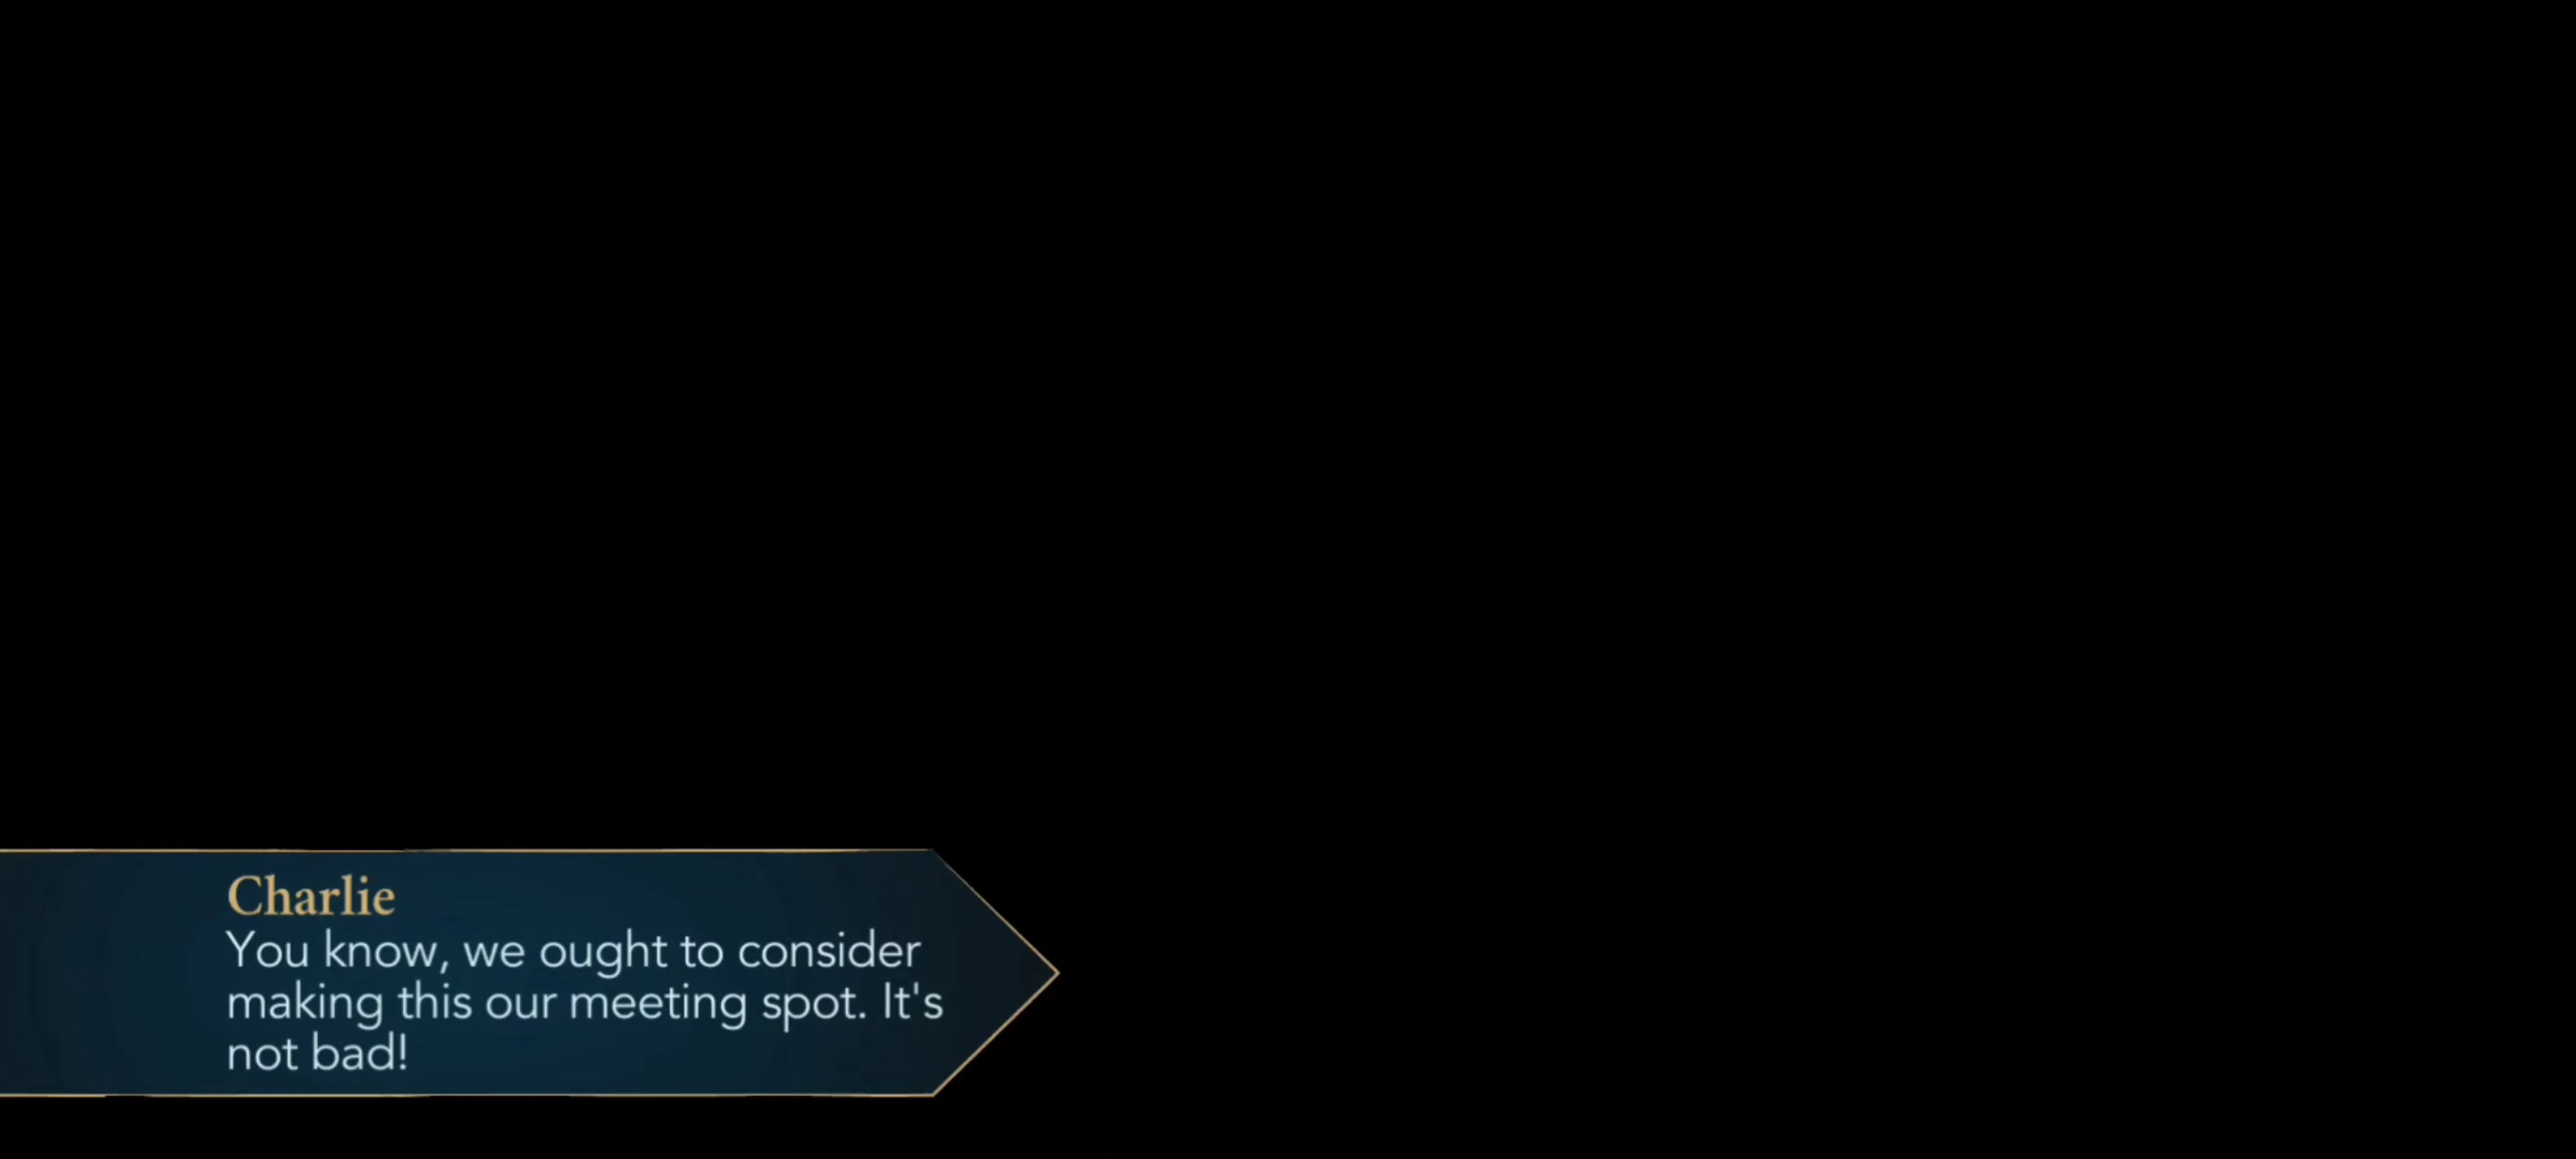 Charlie
You know, we ought to consider
making this our meeting spot. It's
not bad!